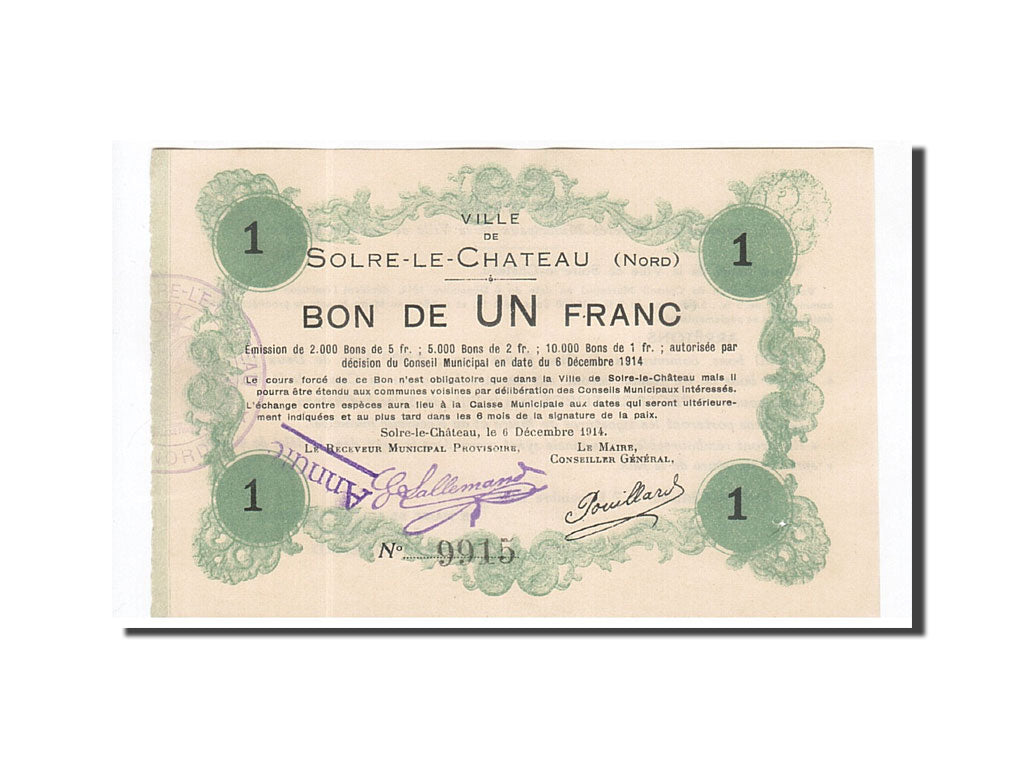 1
1
VILLE
DE
SOLRE-LE-CHATEAU (NORD)
BON DE UN FRANC
Émission de 2.000 Bons de 5 fr. ; 5.000 Bons de 2 fr. ; 10.000 Bons de 1 fr. ; autorisée par
décision du Conseil Municipal en date du 6 Décembre 1914
Le cours forcé de ce Bon n'est obligatoire que dans la Ville de Solre-le-Château mais il
pourra être étendu aux communes voisines par délibération des Conseils Municipaux intéressés.
L'échange contre espèces aura lieu à la Caisse Municipale aux dates qui seront ultérieure-
ment indiquées et au plus tard dans les 6 mois de la signature de la paix.
Solre-le-Château, le 6 Décembre 1914.
LE RECEVEUR MUNICIPAL PROVISOIRE,
LE MAIRE,
CONSEILLER GÉNÉRAL,
Annulé
G. Lallemand
Pouillard
1
1
No 9915